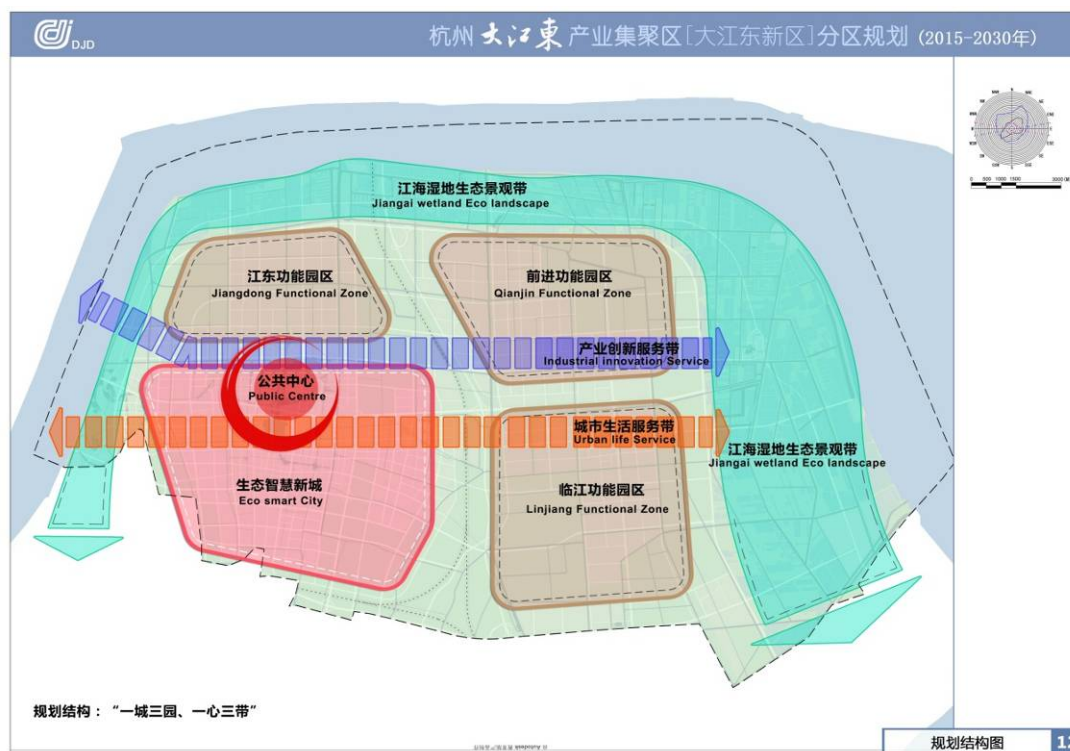 DJD
杭州大江東产业集聚区[大江东新区]分区规划 (2015-2030年)
江海湿地生态景观带
Jiangai wetland Eco landscape
江东功能园区
Jiangdong Functional Zone
前进功能园区
Qianjin Functional Zone
产业创新服务带
Industrial innovation Service
公共中心
Public Centre
城市生活服务带
Urban life Service
江海湿地生态景观带
Jiangai wetland Eco landscape
生态智慧新城
Eco smart City
临江功能园区
Linjiang Functional Zone
规划结构：“一城三园、一心三带”
规划结构图